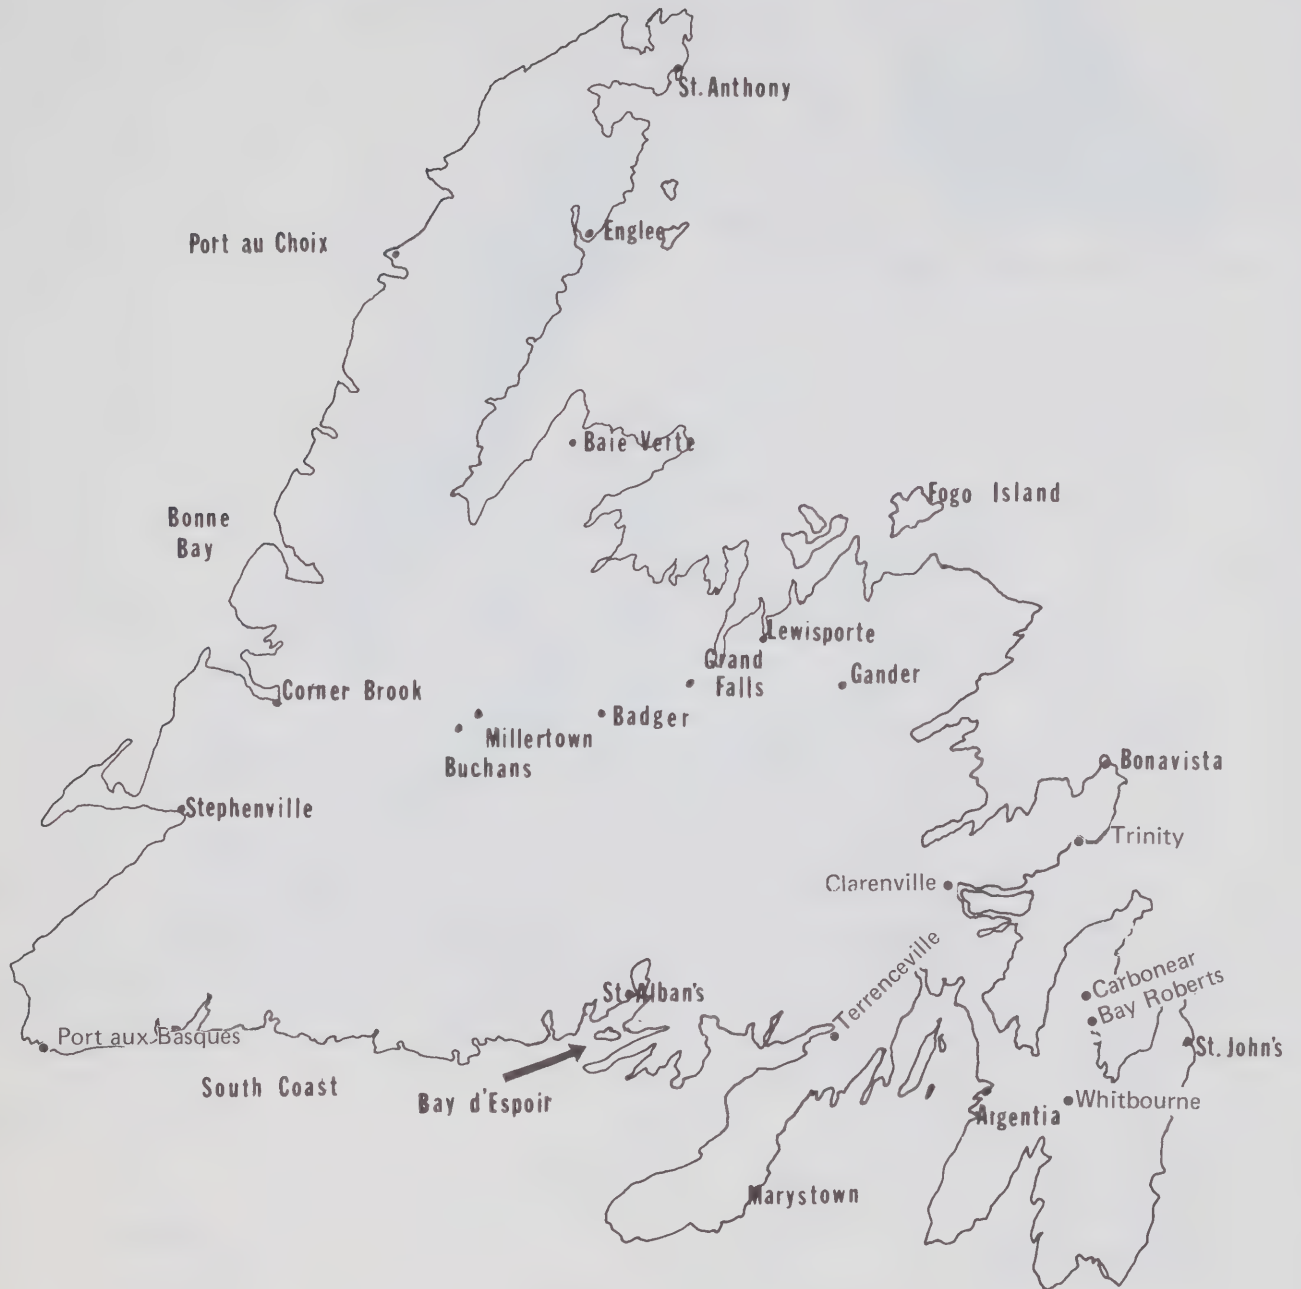 St. Anthony
Port au Choix
Englee
Baie Verte
Fogo Island
Bonne
Bay
Lewisporte
Grand
Falls
Gander
Corner Brook
Badger
Millertown
Buchans
Bonavista
Stephenville
Trinity
Clarenville
Terrenceville
St. Alban's
Carbonear
Bay Roberts
Port aux Basques
St. John's
South Coast
Bay d'Espoir
Whitbourne
Argentia
Marystown